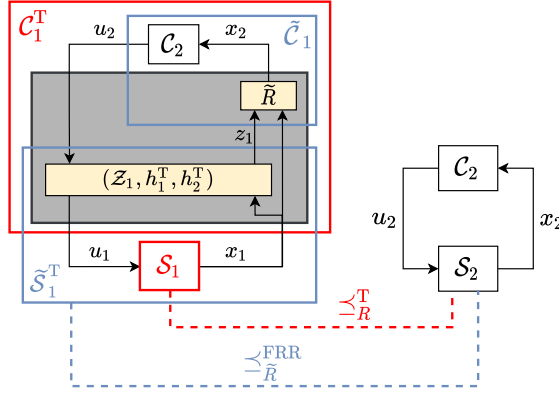 𝒞₁ᵀ
u₂
𝒞₂
x₂
𝒞̃₁
R̃
z₁
(𝒵₁, h₁ᵀ, h₂ᵀ)
𝒞₂
u₂
x₂
u₁
𝒮₁
x₁
𝒮₂
𝒮̃₁ᵀ
⪯ᵀ_R
⪯^FRR_R̃